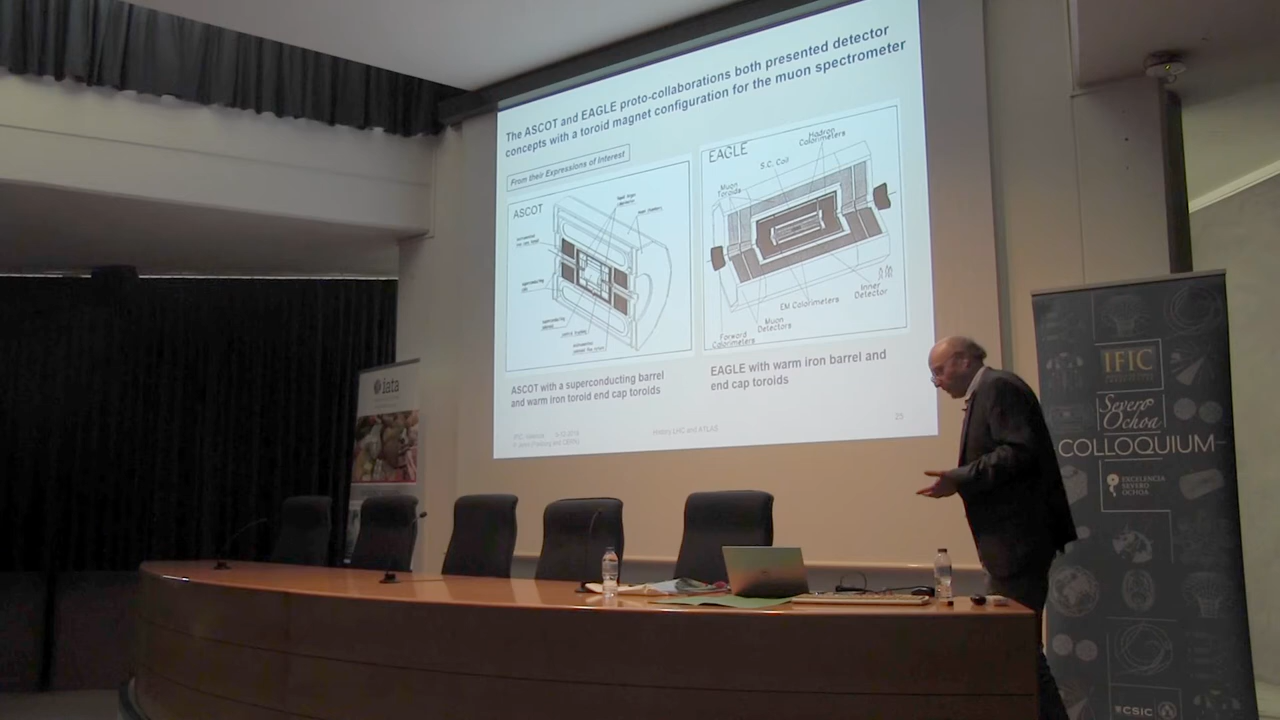 The ASCOT and EAGLE proto-collaborations both presented detector
concepts with a toroid magnet configuration for the muon spectrometer
From their Expressions of Interest
ASCOT
EAGLE
Hadron
Calorimeters
S.C. Coil
Muon
Toroids
EM Calorimeters
Inner
Detector
Muon
Detectors
Forward
Calorimeters
ASCOT with a superconducting barrel
and warm iron toroid end cap toroids
EAGLE with warm iron barrel and
end cap toroids
LHC and ATLAS
25
iata
IFIC
Severo
Ochoa
COLLOQUIUM
EXCELENCIA
SEVERO
OCHOA
CSIC